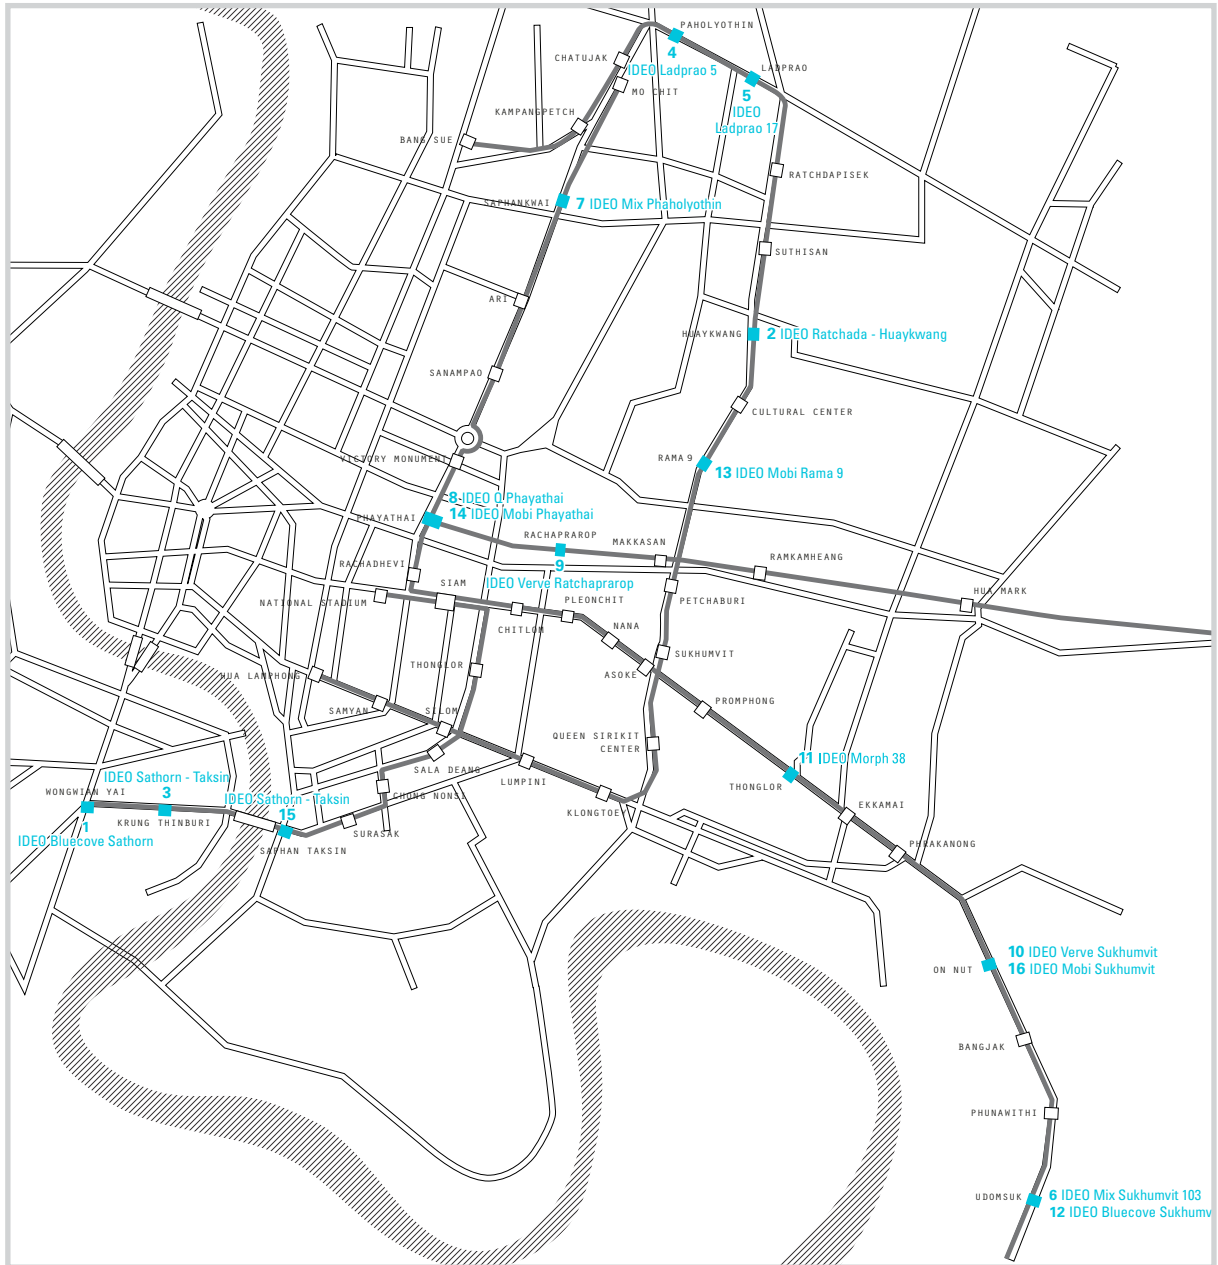 PAHOLYOTHIN
4
IDEO Ladprao 5
CHATUJAK
LADPRAO
MO CHIT
5
IDEO
Ladprao 17
KAMPANGPETCH
BANG SUE
RATCHDAPISEK
SAPHANKWAI
7 IDEO Mix Phaholyothin
SUTHISAN
ARI
HUAYKWANG
2 IDEO Ratchada - Huaykwang
SANAMPAO
CULTURAL CENTER
VICTORY MONUMENT
RAMA 9
13 IDEO Mobi Rama 9
8 IDEO Q Phayathai
14 IDEO Mobi Phayathai
PHAYATHAI
RACHAPRAROP
MAKKASAN
RAMKAMHEANG
RACHADHEVI
9
IDEO Verve Ratchaprarop
SIAM
HUA MARK
NATIONAL STADIUM
PLEONCHIT
PETCHABURI
CHITLOM
NANA
SUKHUMVIT
THONGLOR
ASOKE
HUA LAMPHONG
SAMYAN
SILOM
PROMPHONG
QUEEN SIRIKIT
CENTER
11 IDEO Morph 38
SALA DEANG
LUMPINI
THONGLOR
IDEO Sathorn - Taksin
3
WONGWIAN YAI
IDEO Sathorn - Taksin
15
CHONG NONSI
KLONGTOEY
EKKAMAI
KRUNG THINBURI
1
IDEO Bluecove Sathorn
SURASAK
SAPHAN TAKSIN
PHRAKANONG
10 IDEO Verve Sukhumvit
16 IDEO Mobi Sukhumvit
ON NUT
BANGJAK
PHUNAWITHI
UDOMSUK
6 IDEO Mix Sukhumvit 103
12 IDEO Bluecove Sukhumv